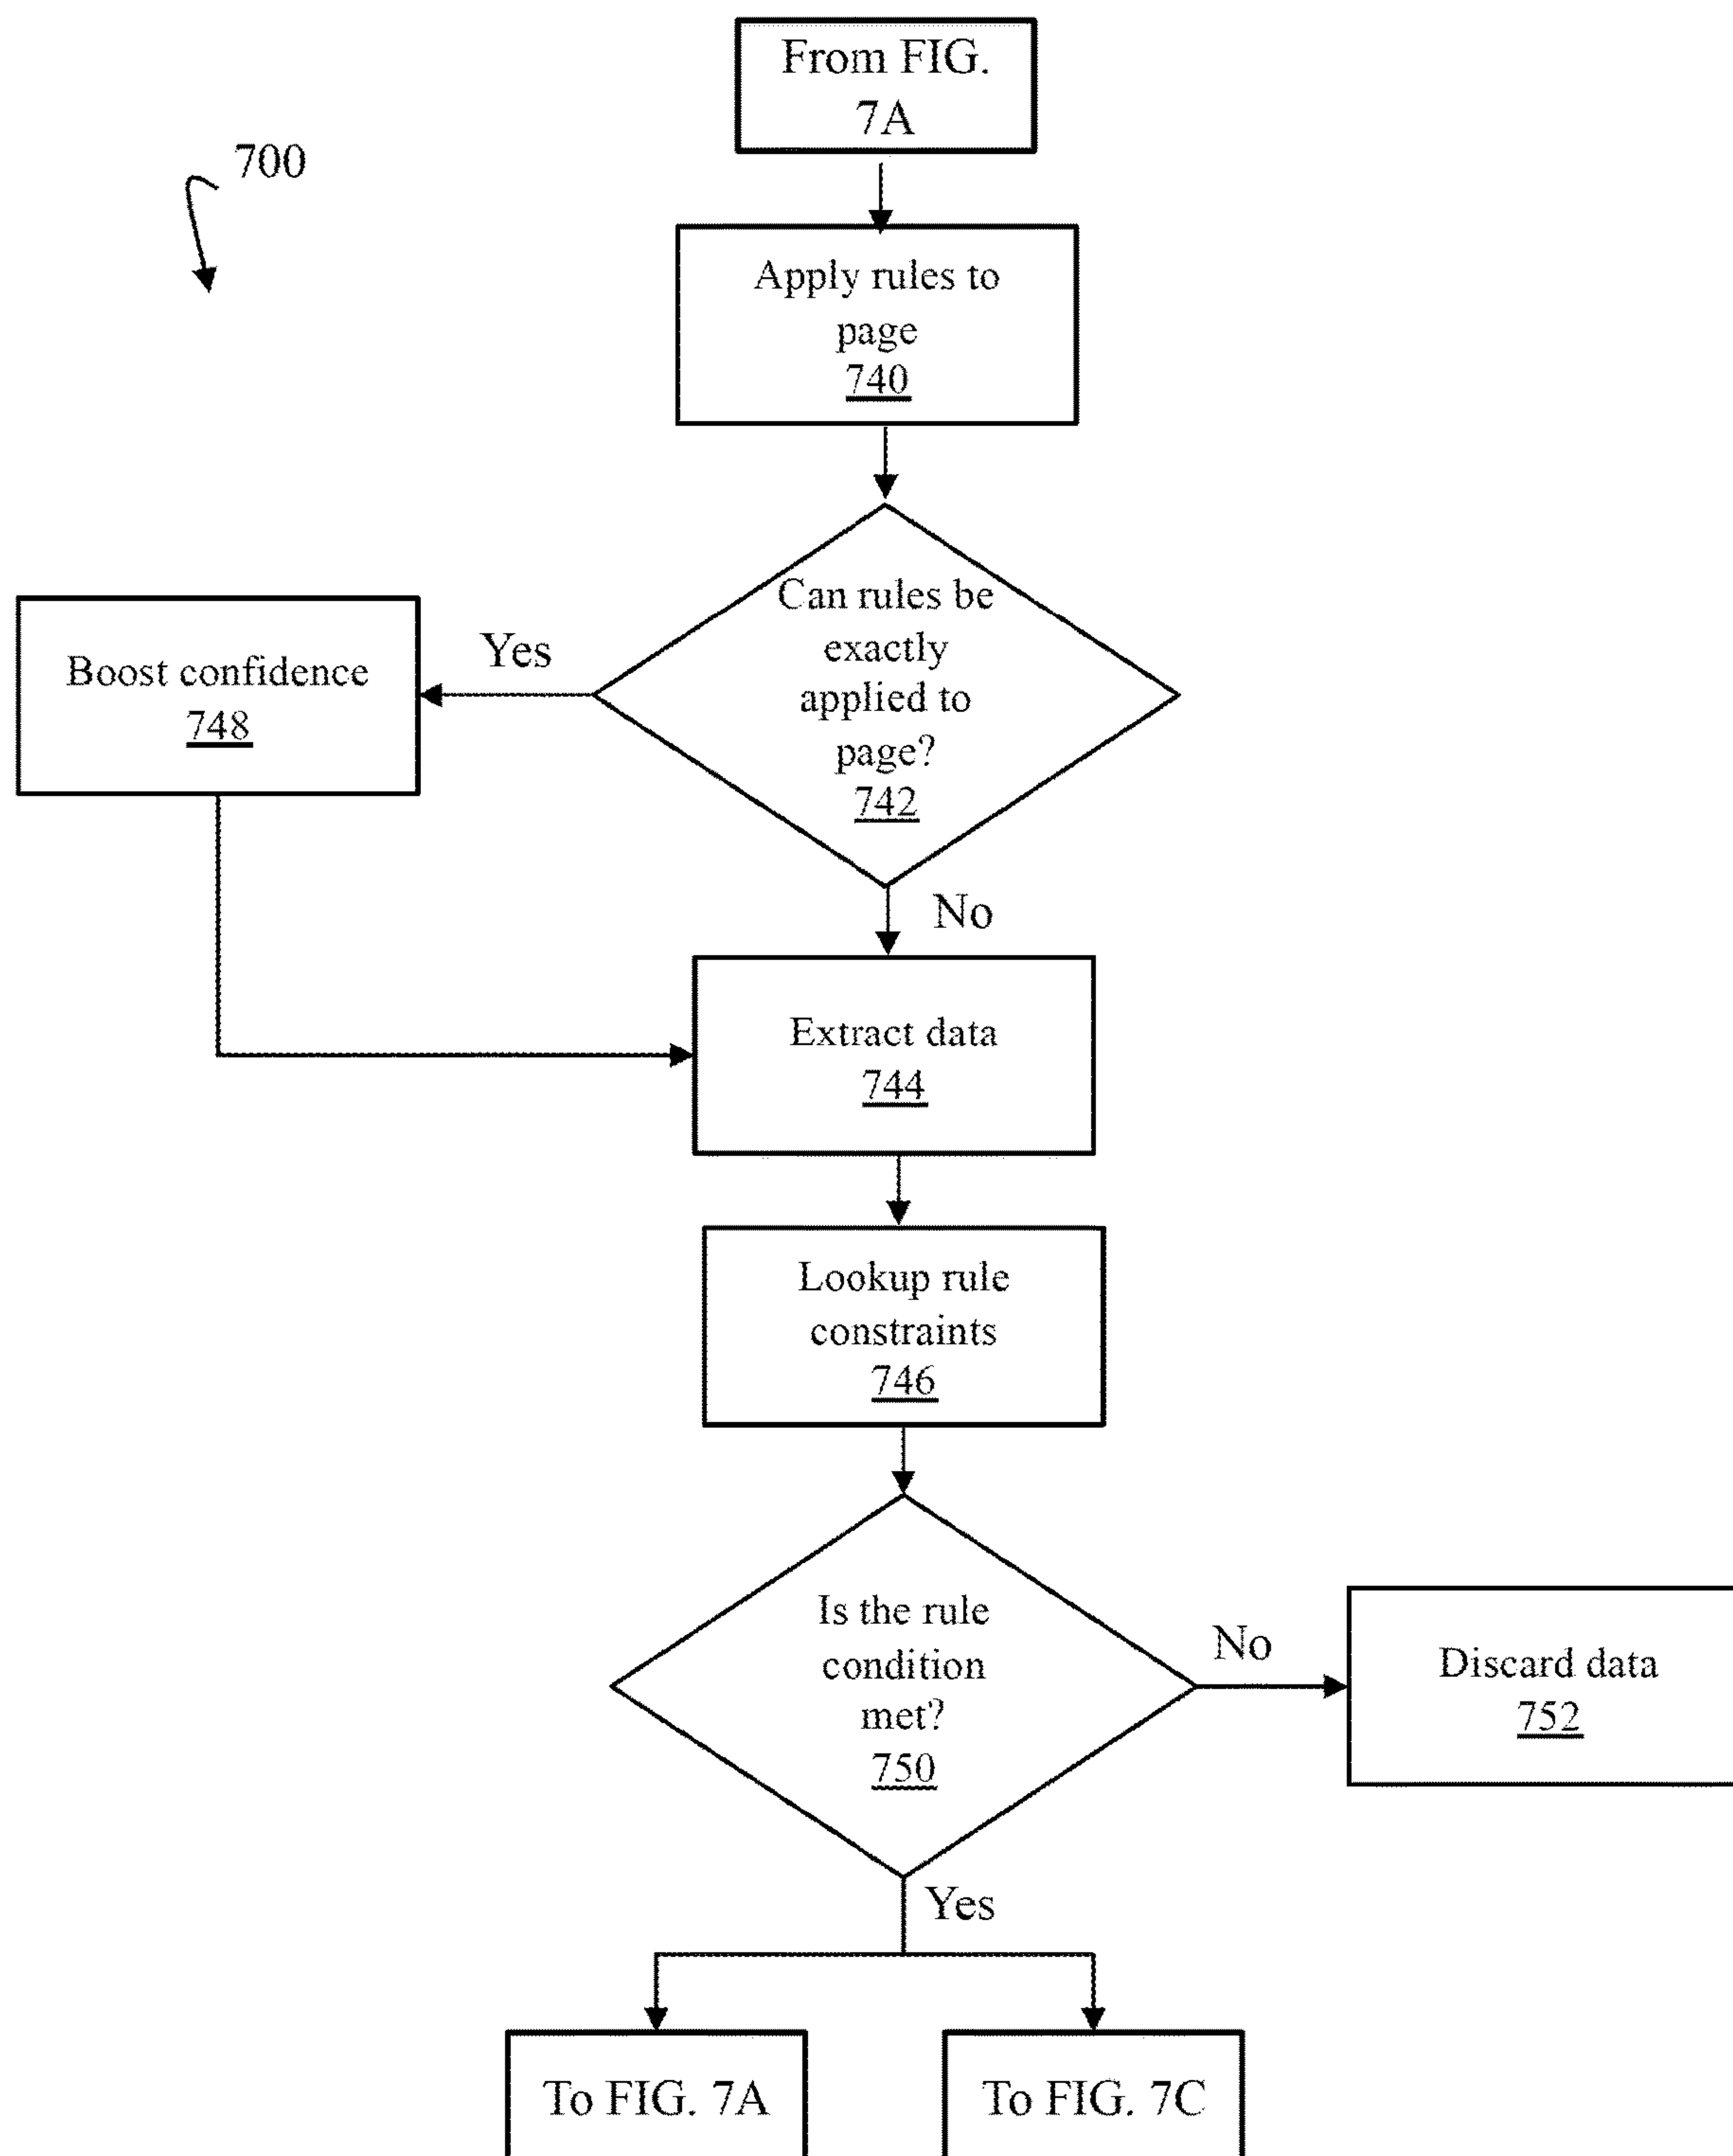 From FIG.
7A
700
Apply rules to
page
740
Can rules be
exactly
applied to
page?
742
Yes
Boost confidence
748
No
Extract data
744
Lookup rule
constraints
746
Is the rule
condition
met?
750
No
Discard data
752
Yes
To FIG. 7A
To FIG. 7C